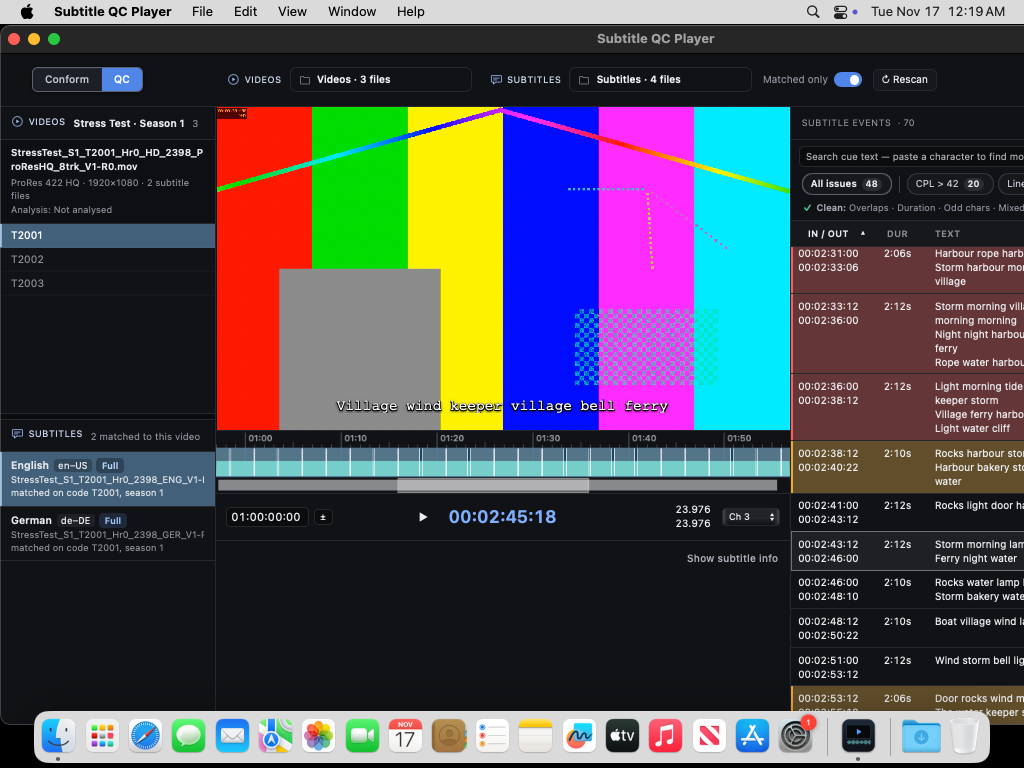 Subtitle QC Player File Edit View Window Help Tue Nov 17 12:19 AM
Subtitle QC Player
Conform QC VIDEOS Videos · 3 files SUBTITLES Subtitles · 4 files Matched only Rescan
VIDEOS Stress Test · Season 1 3
StressTest_S1_T2001_Hr0_HD_2398_P
roResHQ_8trk_V1-R0.mov
ProRes 422 HQ · 1920×1080 · 2 subtitle
files
Analysis: Not analysed
T2001
T2002
T2003
SUBTITLES 2 matched to this video
English en-US Full
StressTest_S1_T2001_Hr0_2398_ENG_V1-
matched on code T2001, season 1
German de-DE Full
StressTest_S1_T2001_Hr0_2398_GER_V1-
matched on code T2001, season 1
Village wind keeper village bell ferry
01:00 01:10 01:20 01:30 01:40 01:50
01:00:00:00 ± 00:02:45:18 23.976
23.976
Ch 3
Show subtitle info
SUBTITLE EVENTS · 70
Search cue text — paste a character to find mo
All issues 48 CPL > 42 20 Line
Clean: Overlaps · Duration · Odd chars · Mixed
IN / OUT DUR TEXT
00:02:31:00 2:06s Harbour rope harb
00:02:33:06 Storm harbour mor
village
00:02:33:12 2:12s Storm morning villa
00:02:36:00 morning morning
Night night harbou
ferry
Rope water harbou
00:02:36:00 2:12s Light morning tide
00:02:38:12 keeper storm
Village ferry harbo
Light water cliff
00:02:38:12 2:10s Rocks harbour stor
00:02:40:22 Harbour bakery sto
water
00:02:41:00 2:12s Rocks light door ha
00:02:43:12
00:02:43:12 2:12s Storm morning lam
00:02:46:00 Ferry night water
00:02:46:00 2:10s Rocks water lamp
00:02:48:10 Storm bakery wate
00:02:48:12 2:10s Boat village wind la
00:02:50:22
00:02:51:00 2:12s Wind storm bell lig
00:02:53:12
00:02:53:12 2:06s Door rocks wind m
NOV
17
tv
1